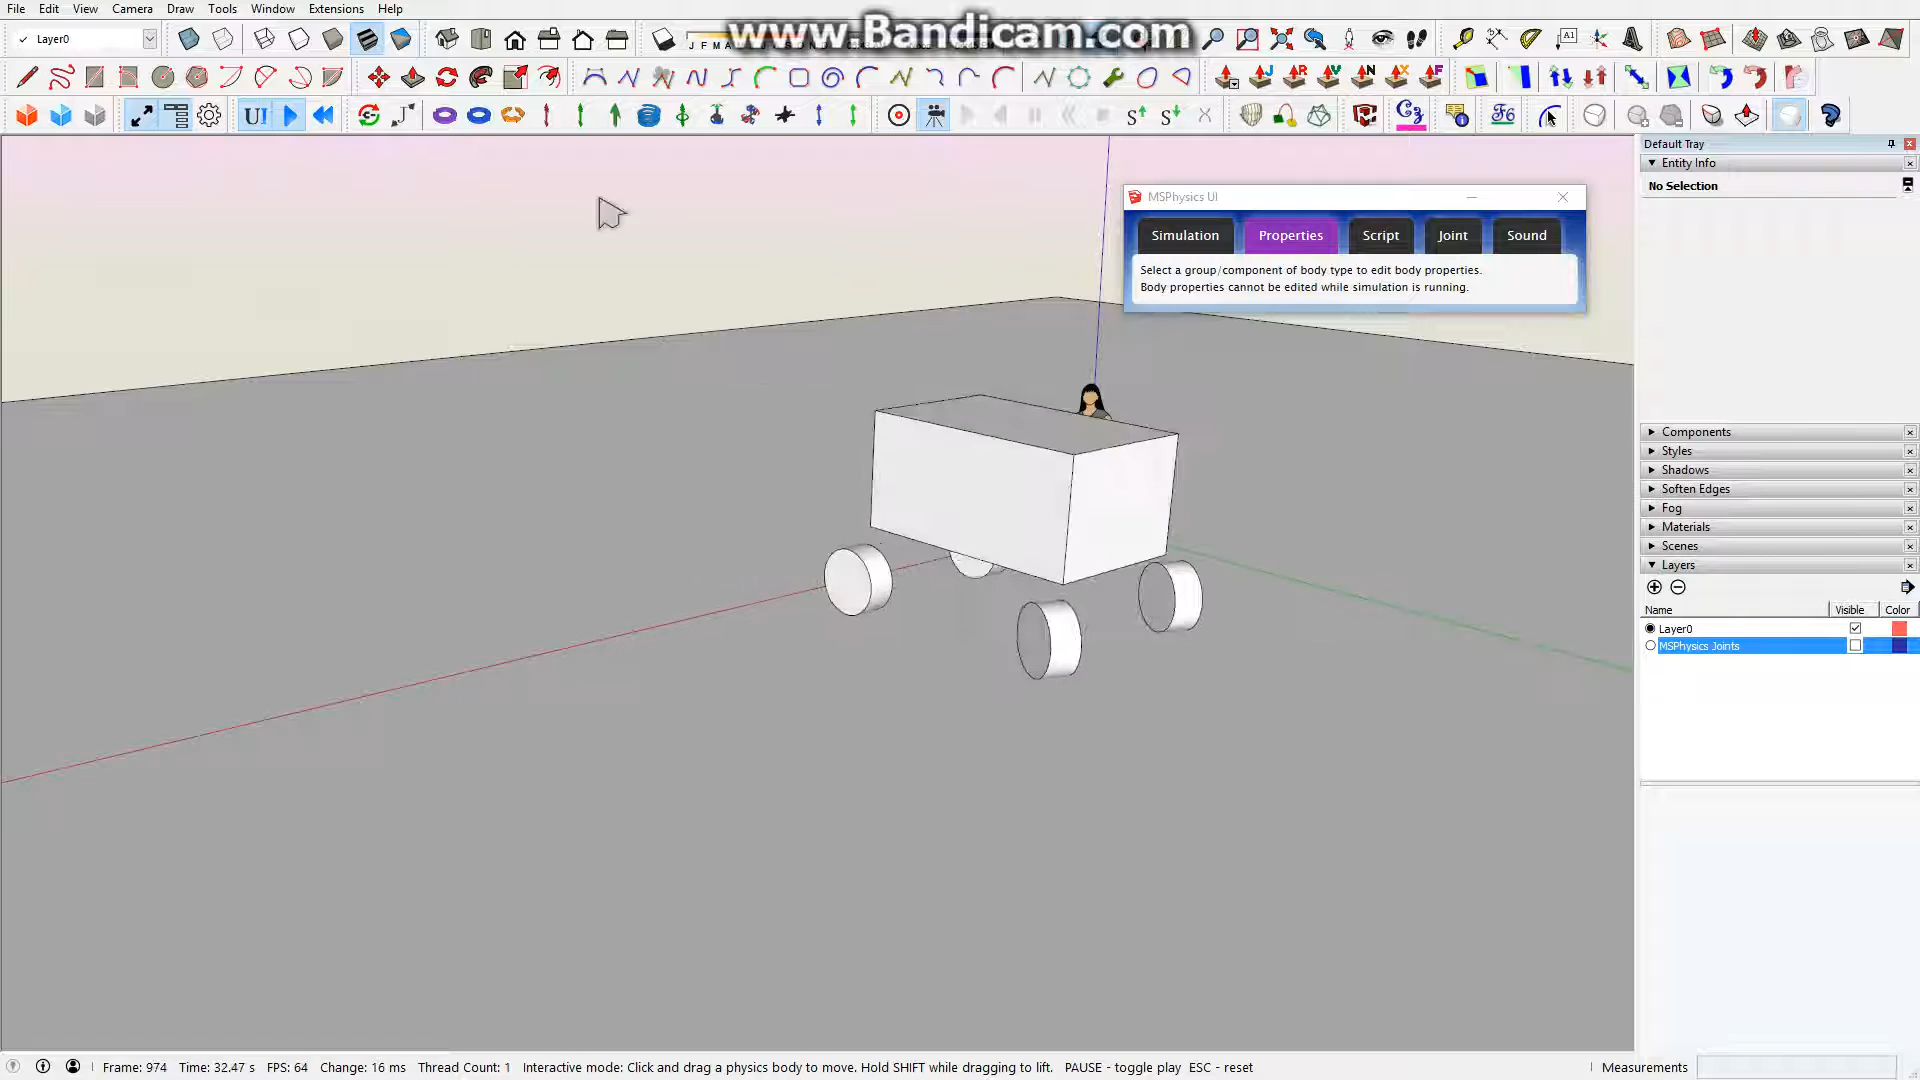 File Edit View Camera Draw Tools Window Extensions Help
www.Bandicam.com
Layer0
J F M A
A1
J R V N X F
UI
Default Tray
Entity Info
No Selection
MSPhysics UI
Simulation Properties Script Joint Sound
Select a group/component of body type to edit body properties.
Body properties cannot be edited while simulation is running.
Components
Styles
Shadows
Soften Edges
Fog
Materials
Scenes
Layers
Name Visible Color
Layer0
MSPhysics Joints
Frame: 974 Time: 32.47 s FPS: 64 Change: 16 ms Thread Count: 1 Interactive mode: Click and drag a physics body to move. Hold SHIFT while dragging to lift. PAUSE - toggle play ESC - reset
Measurements